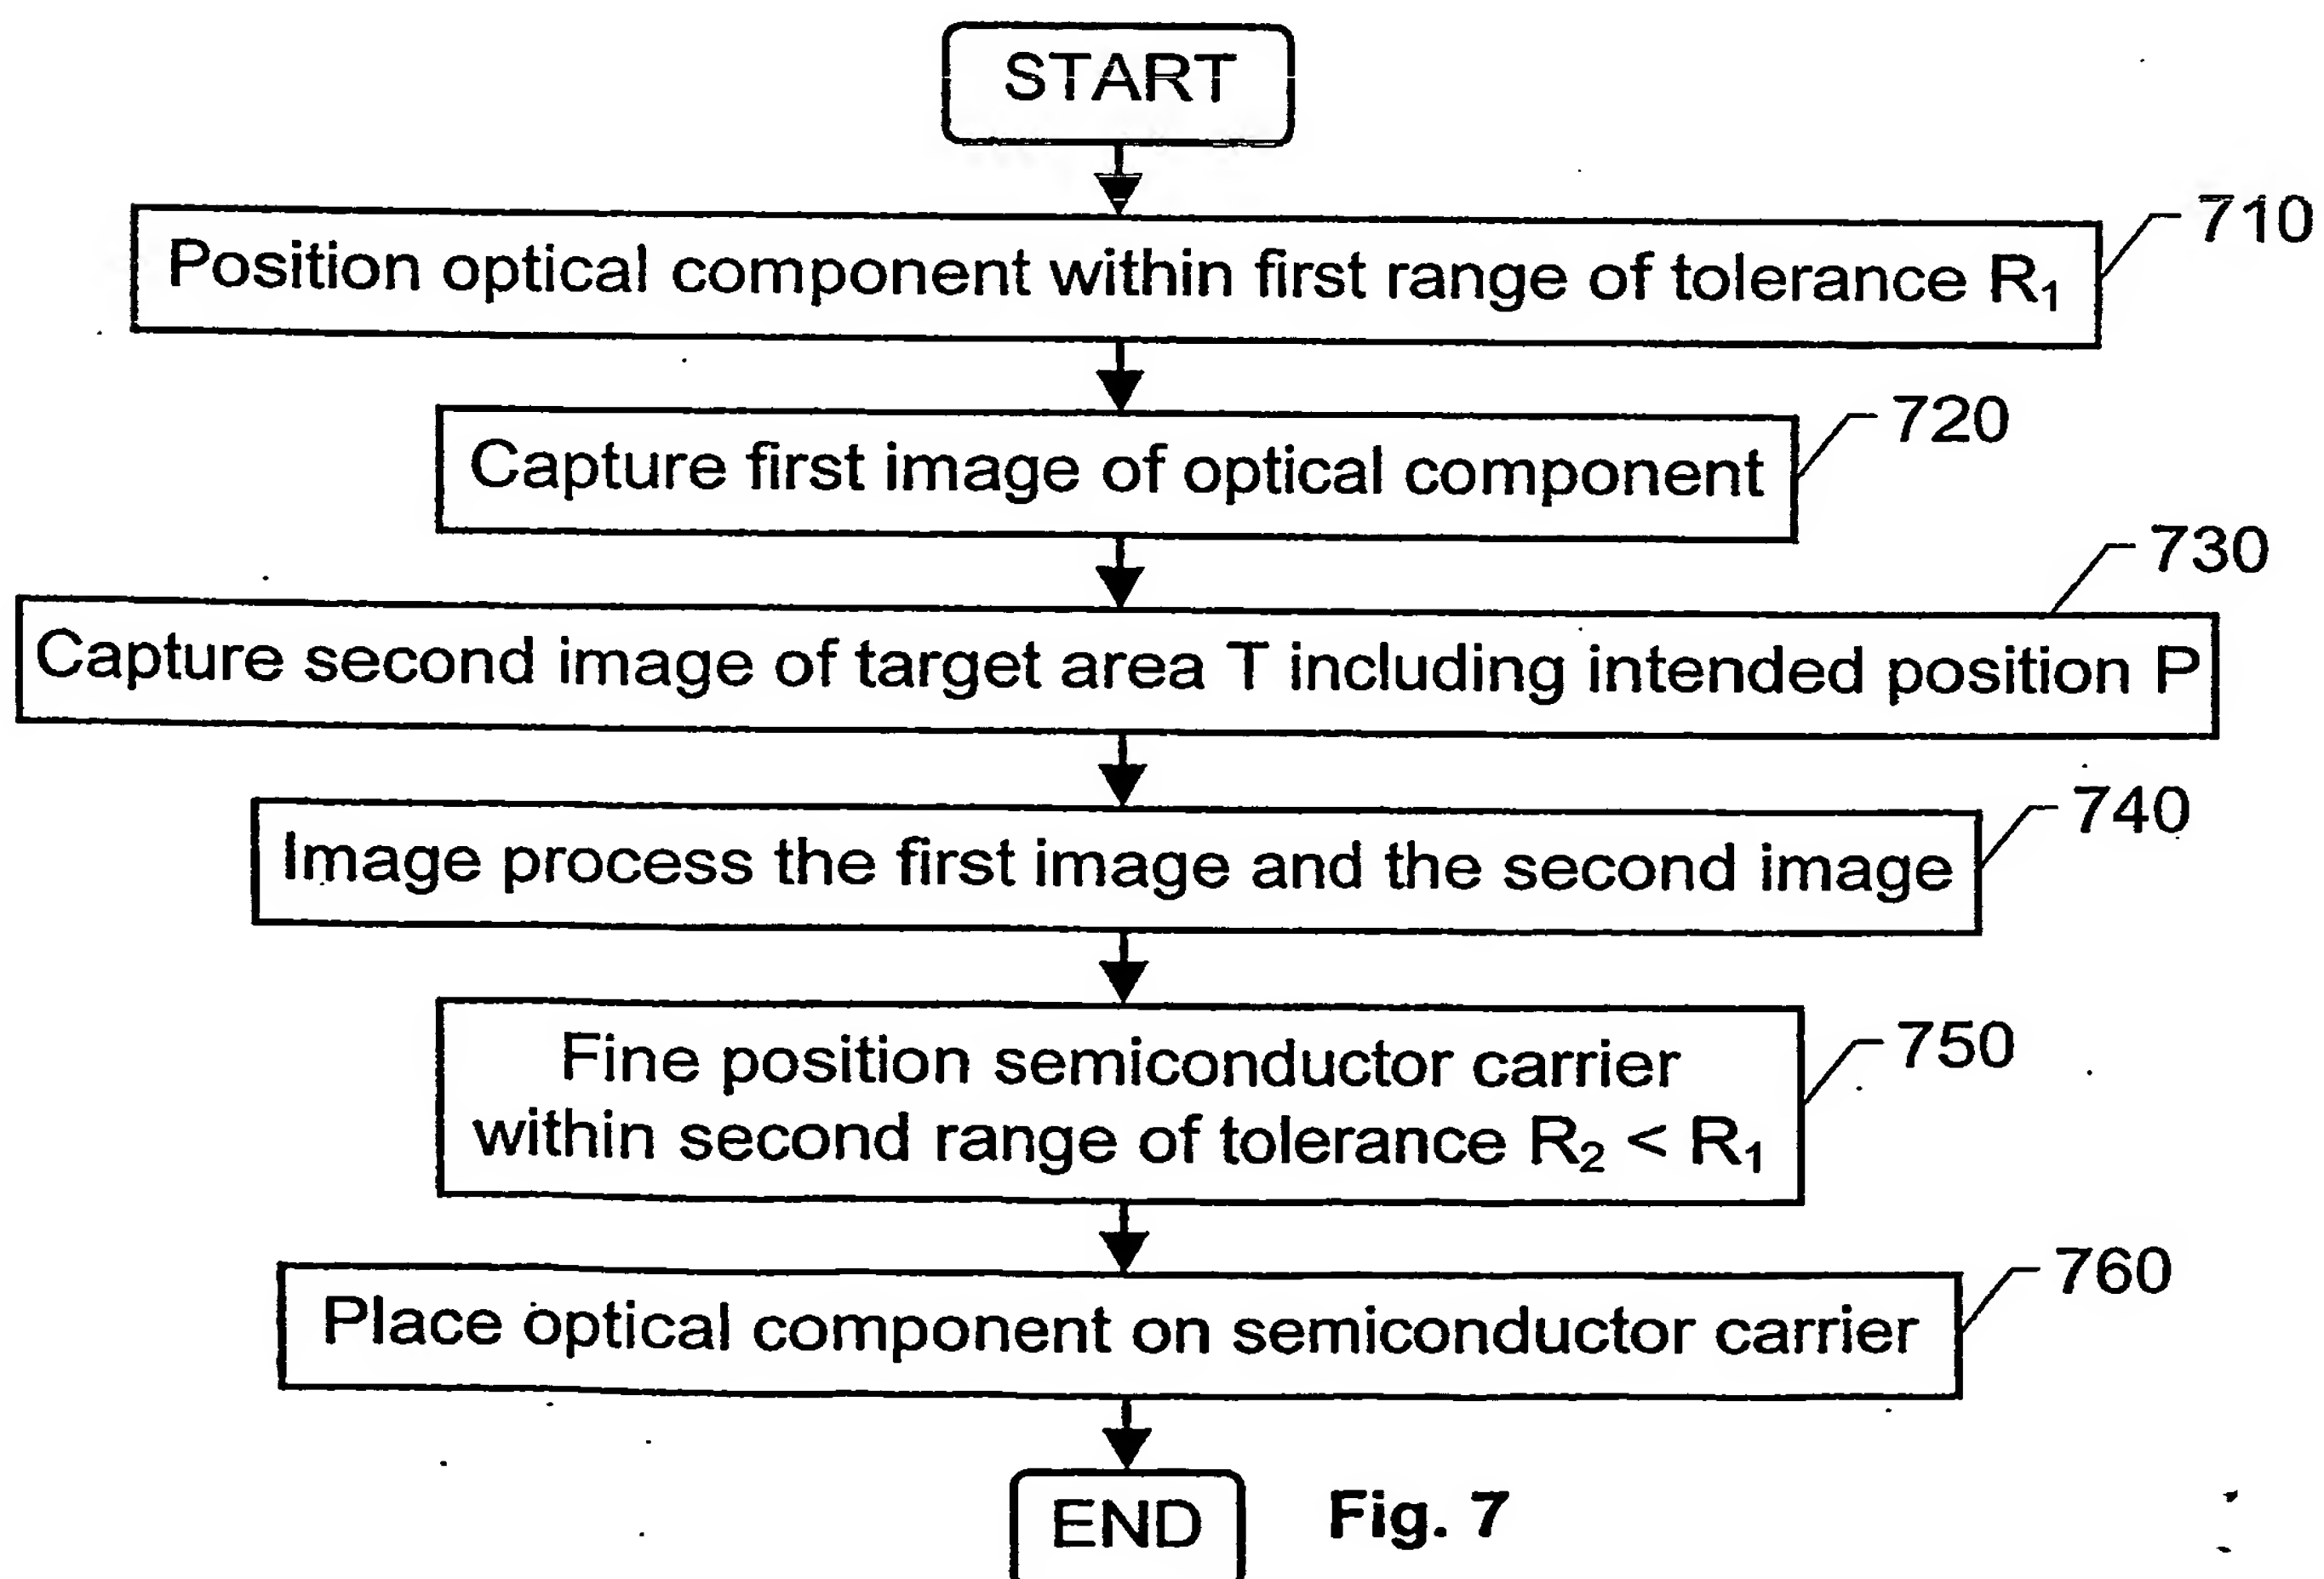 START
710
Position optical component within first range of tolerance R₁
720
Capture first image of optical component
730
Capture second image of target area T including intended position P
740
Image process the first image and the second image
750
Fine position semiconductor carrier
within second range of tolerance R₂ < R₁
760
Place optical component on semiconductor carrier
END
Fig. 7